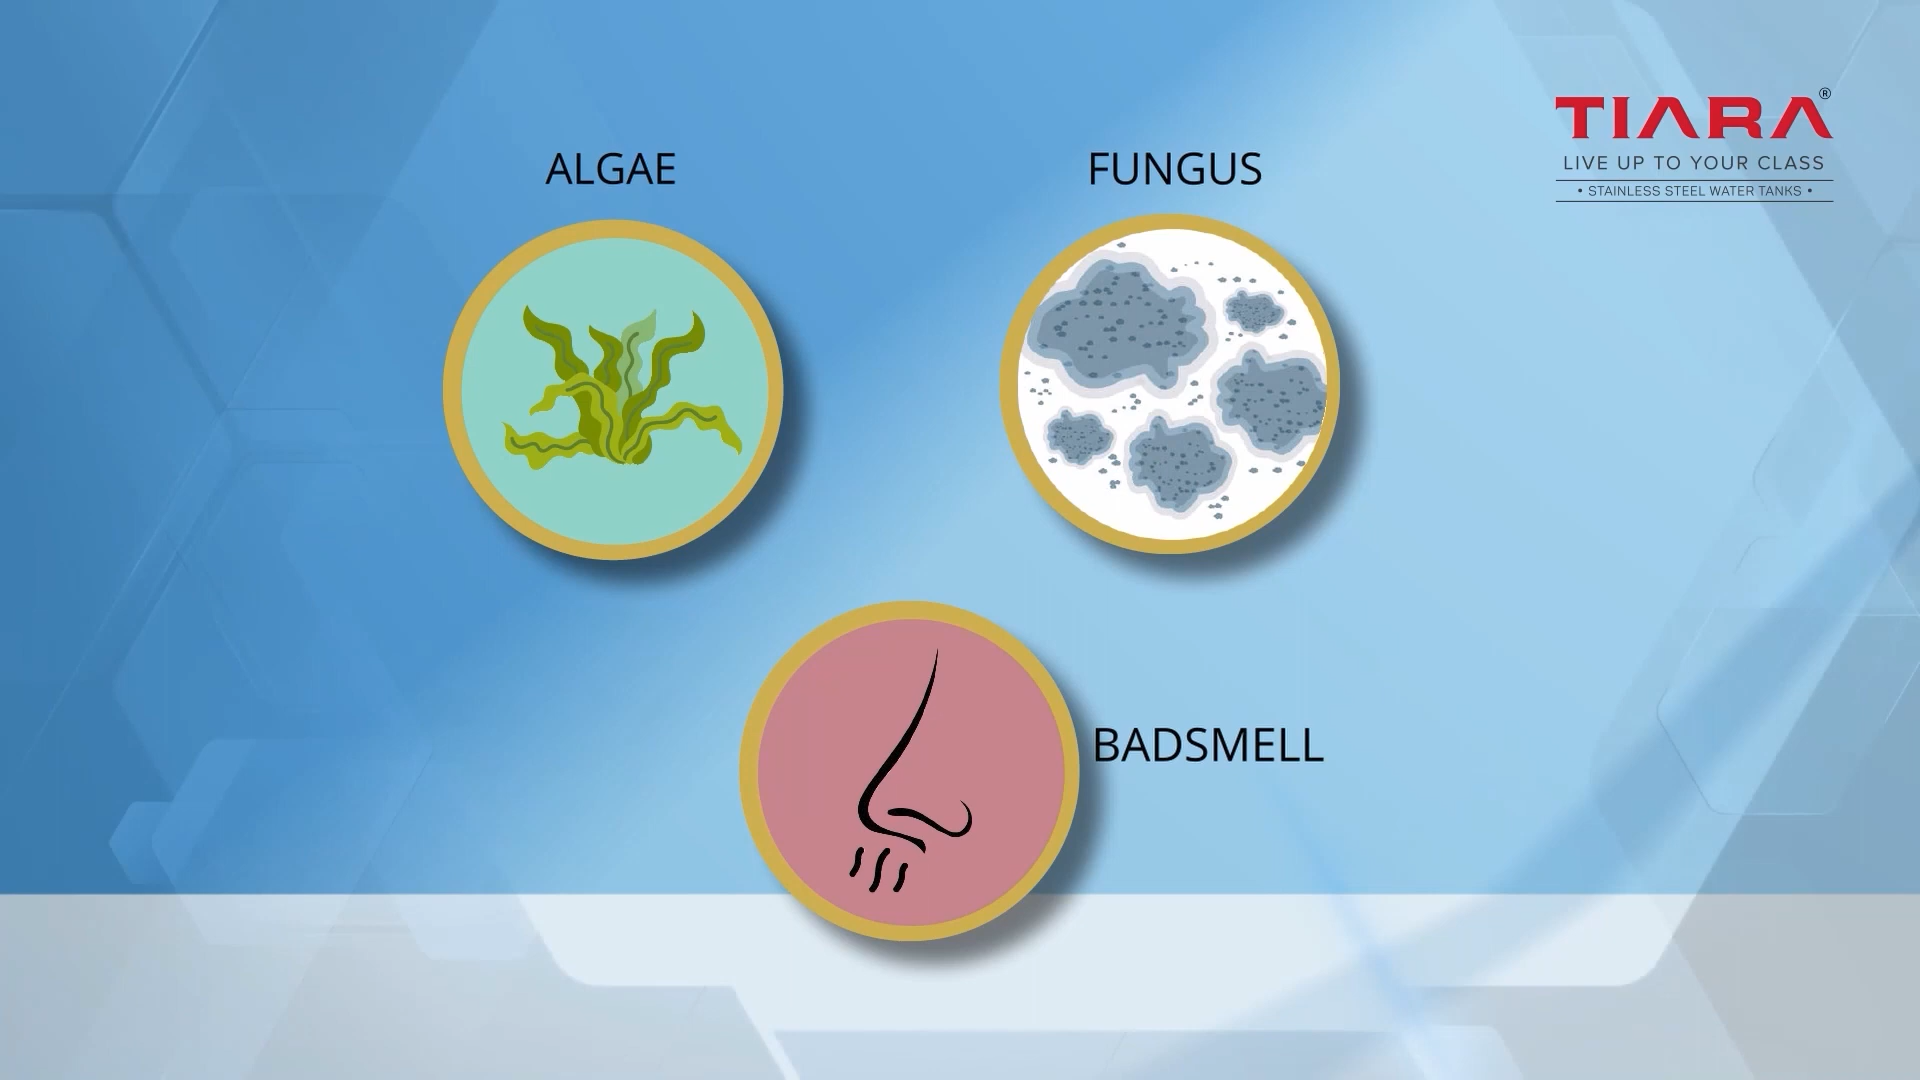 TIARA®
LIVE UP TO YOUR CLASS
• STAINLESS STEEL WATER TANKS •
ALGAE
FUNGUS
BADSMELL